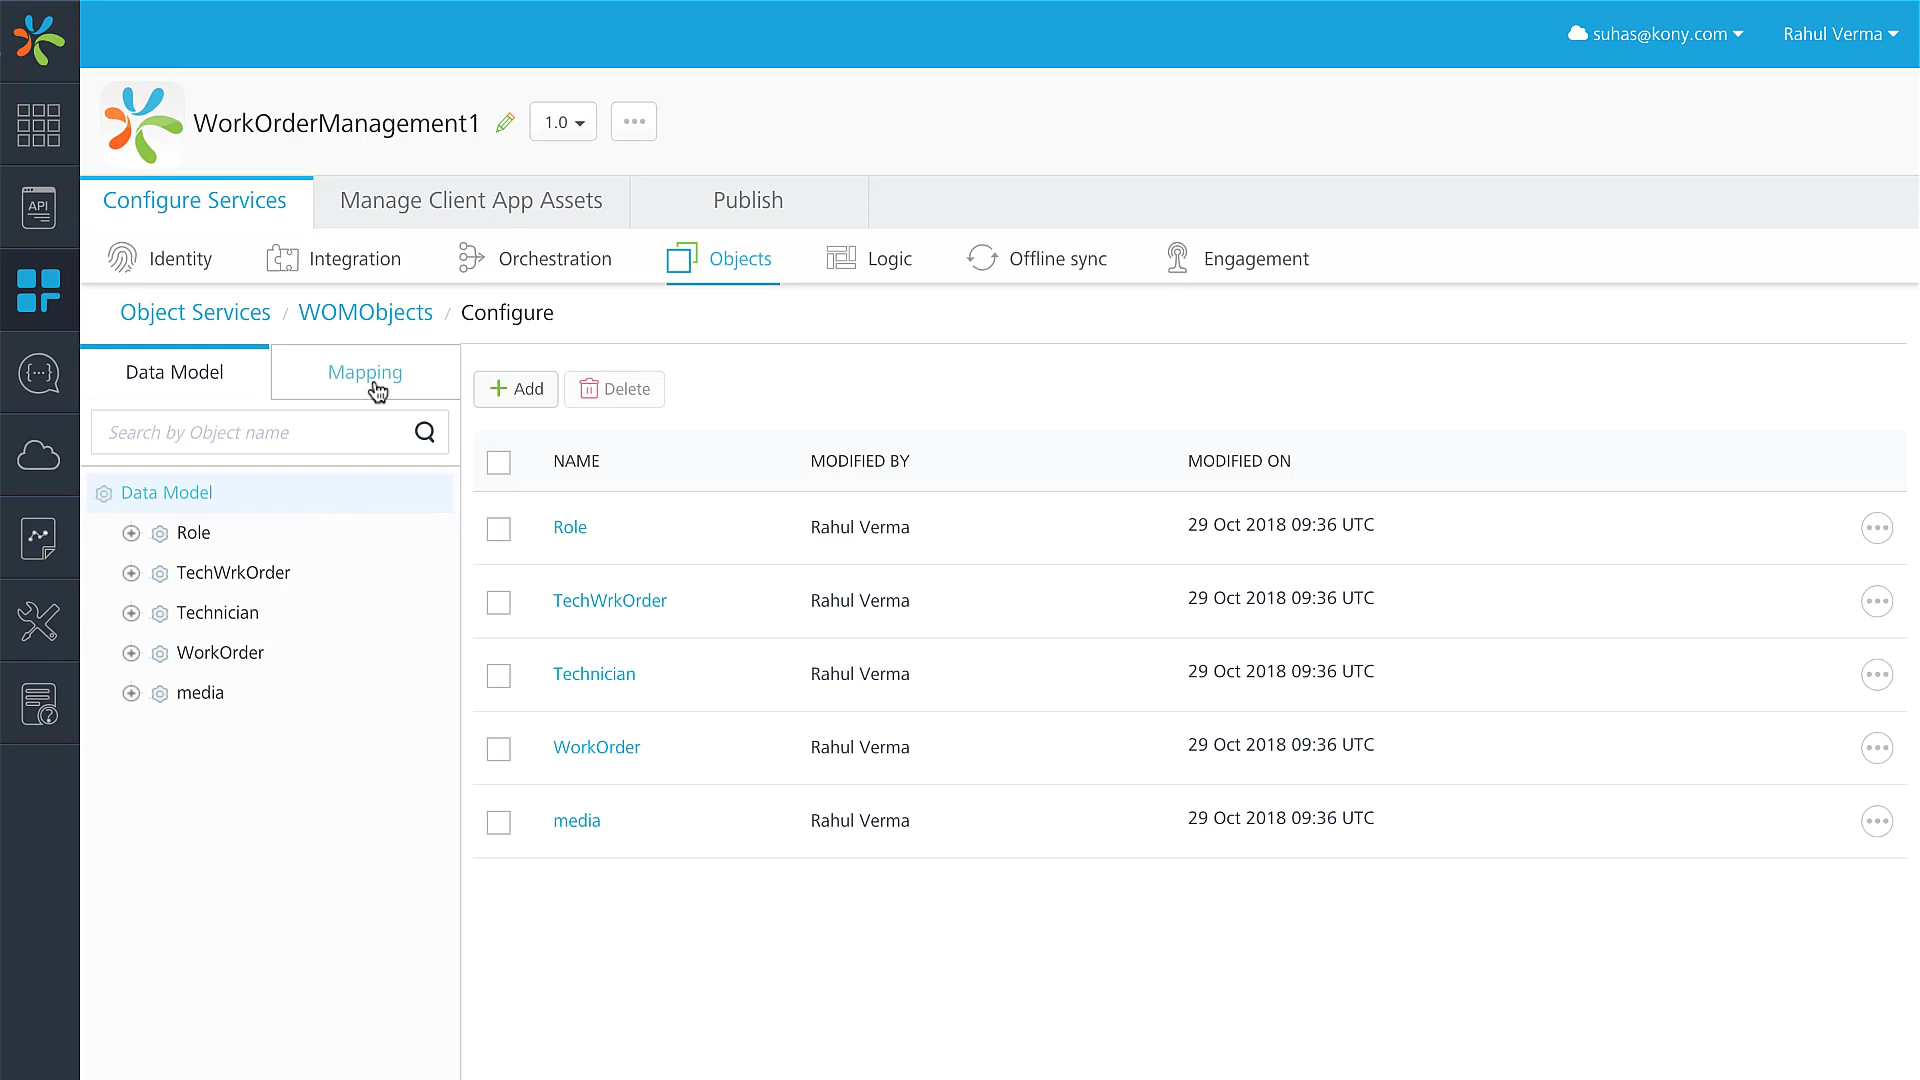 suhas@kony.com Rahul Verma
API
WorkOrderManagement1 1.0
Configure Services Manage Client App Assets Publish
Identity Integration Orchestration Objects Logic Offline sync Engagement
Object Services / WOMObjects / Configure
Data Model Mapping
Search by Object name
Data Model
Role
TechWrkOrder
Technician
WorkOrder
media
Add Delete
NAME MODIFIED BY MODIFIED ON
Role Rahul Verma 29 Oct 2018 09:36 UTC
TechWrkOrder Rahul Verma 29 Oct 2018 09:36 UTC
Technician Rahul Verma 29 Oct 2018 09:36 UTC
WorkOrder Rahul Verma 29 Oct 2018 09:36 UTC
media Rahul Verma 29 Oct 2018 09:36 UTC